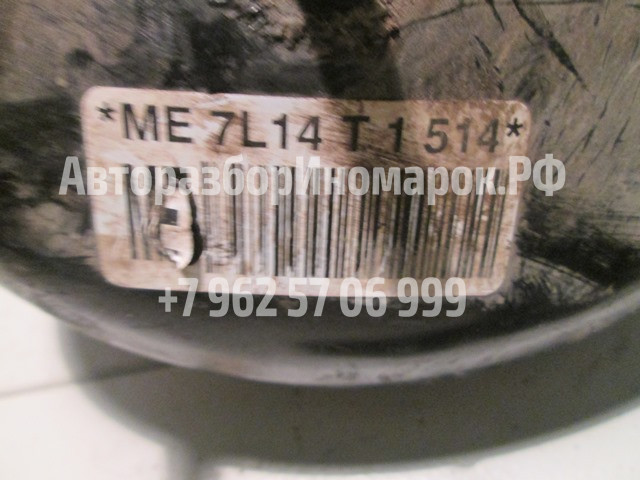 *ME 7L14 T 1 514*
АвторазборИномарок.РФ
+7 962 57 06 999